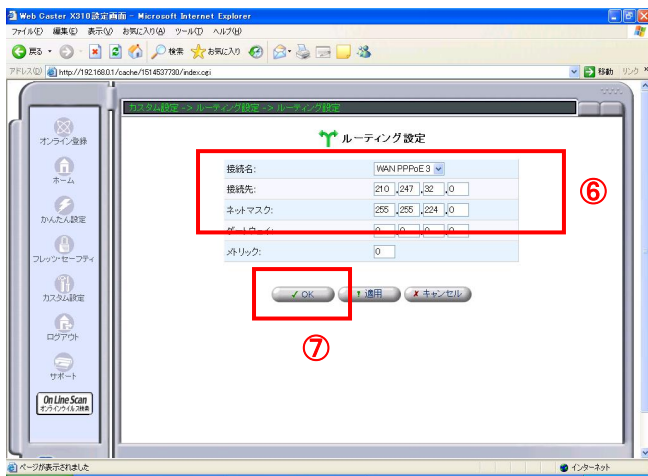 Web Caster X310設定画面 - Microsoft Internet Explorer
ファイル(F) 編集(E) 表示(V) お気に入り(A) ツール(T) ヘルプ(H)
戻る 検索 お気に入り
アドレス(D) http://192.168.0.1/cache/1514537730/index.cgi 移動 リンク
カスタム設定 -> ルーティング設定 -> ルーティング設定
オンライン登録
ホーム
かんたん設定
フレッツ・セーフティ
カスタム設定
ログアウト
サポート
On Line Scan
オンラインウイルス検索
ルーティング設定
接続名: WAN PPPoE 3
接続先: 210 .247 .32 .0
ネットマスク: 255 .255 .224 .0
ゲートウェイ: 0 .0 .0 .0
メトリック: 0
⑥
✓ OK ! 適用 x キャンセル
⑦
ページが表示されました インターネット